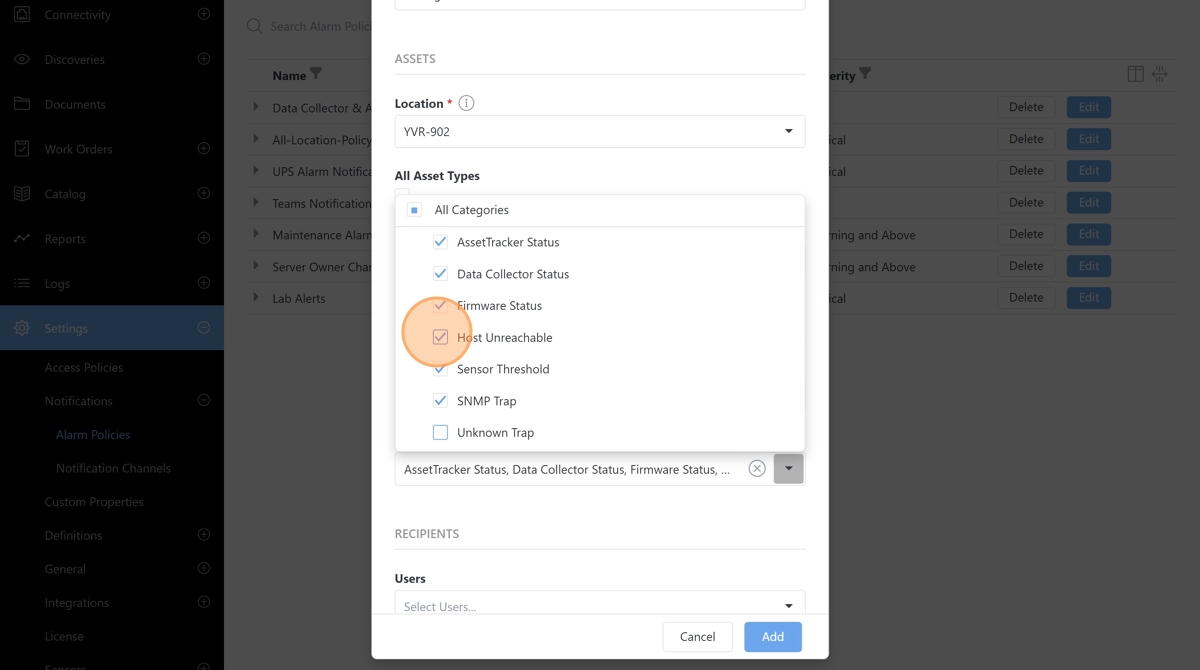 Connectivity
Discoveries
Documents
Work Orders
Catalog
Reports
Logs
Settings
Access Policies
Notifications
Alarm Policies
Notification Channels
Custom Properties
Definitions
General
Integrations
License
Sensors
Search Alarm Polici
Name
erity
Data Collector & A
Delete Edit
All-Location-Policy
ical Delete Edit
UPS Alarm Notifica
ical Delete Edit
Teams Notification
Delete Edit
Maintenance Alarm
ning and Above Delete Edit
Server Owner Char
ning and Above Delete Edit
Lab Alerts
ical Delete Edit
ASSETS
Location *
YVR-902
All Asset Types
All Categories
AssetTracker Status
Data Collector Status
Firmware Status
Host Unreachable
Sensor Threshold
SNMP Trap
Unknown Trap
AssetTracker Status, Data Collector Status, Firmware Status, ...
RECIPIENTS
Users
Select Users...
Cancel Add